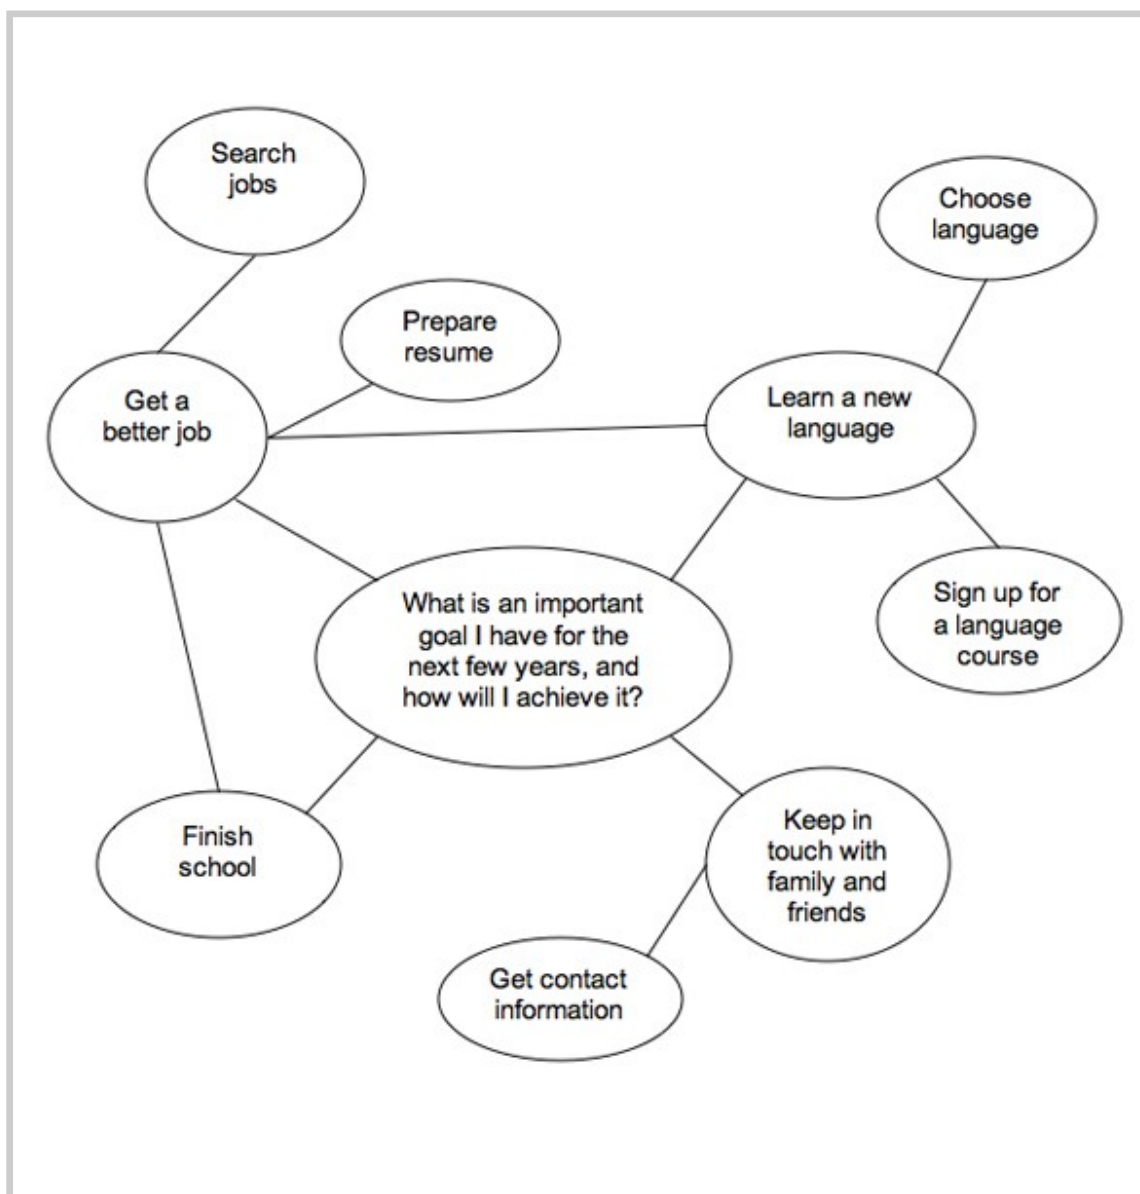 Search
jobs
Choose
language
Prepare
resume
Get a
better job
Learn a new
language
What is an important
goal I have for the
next few years, and
how will I achieve it?
Sign up for
a language
course
Finish
school
Keep in
touch with
family and
friends
Get contact
information